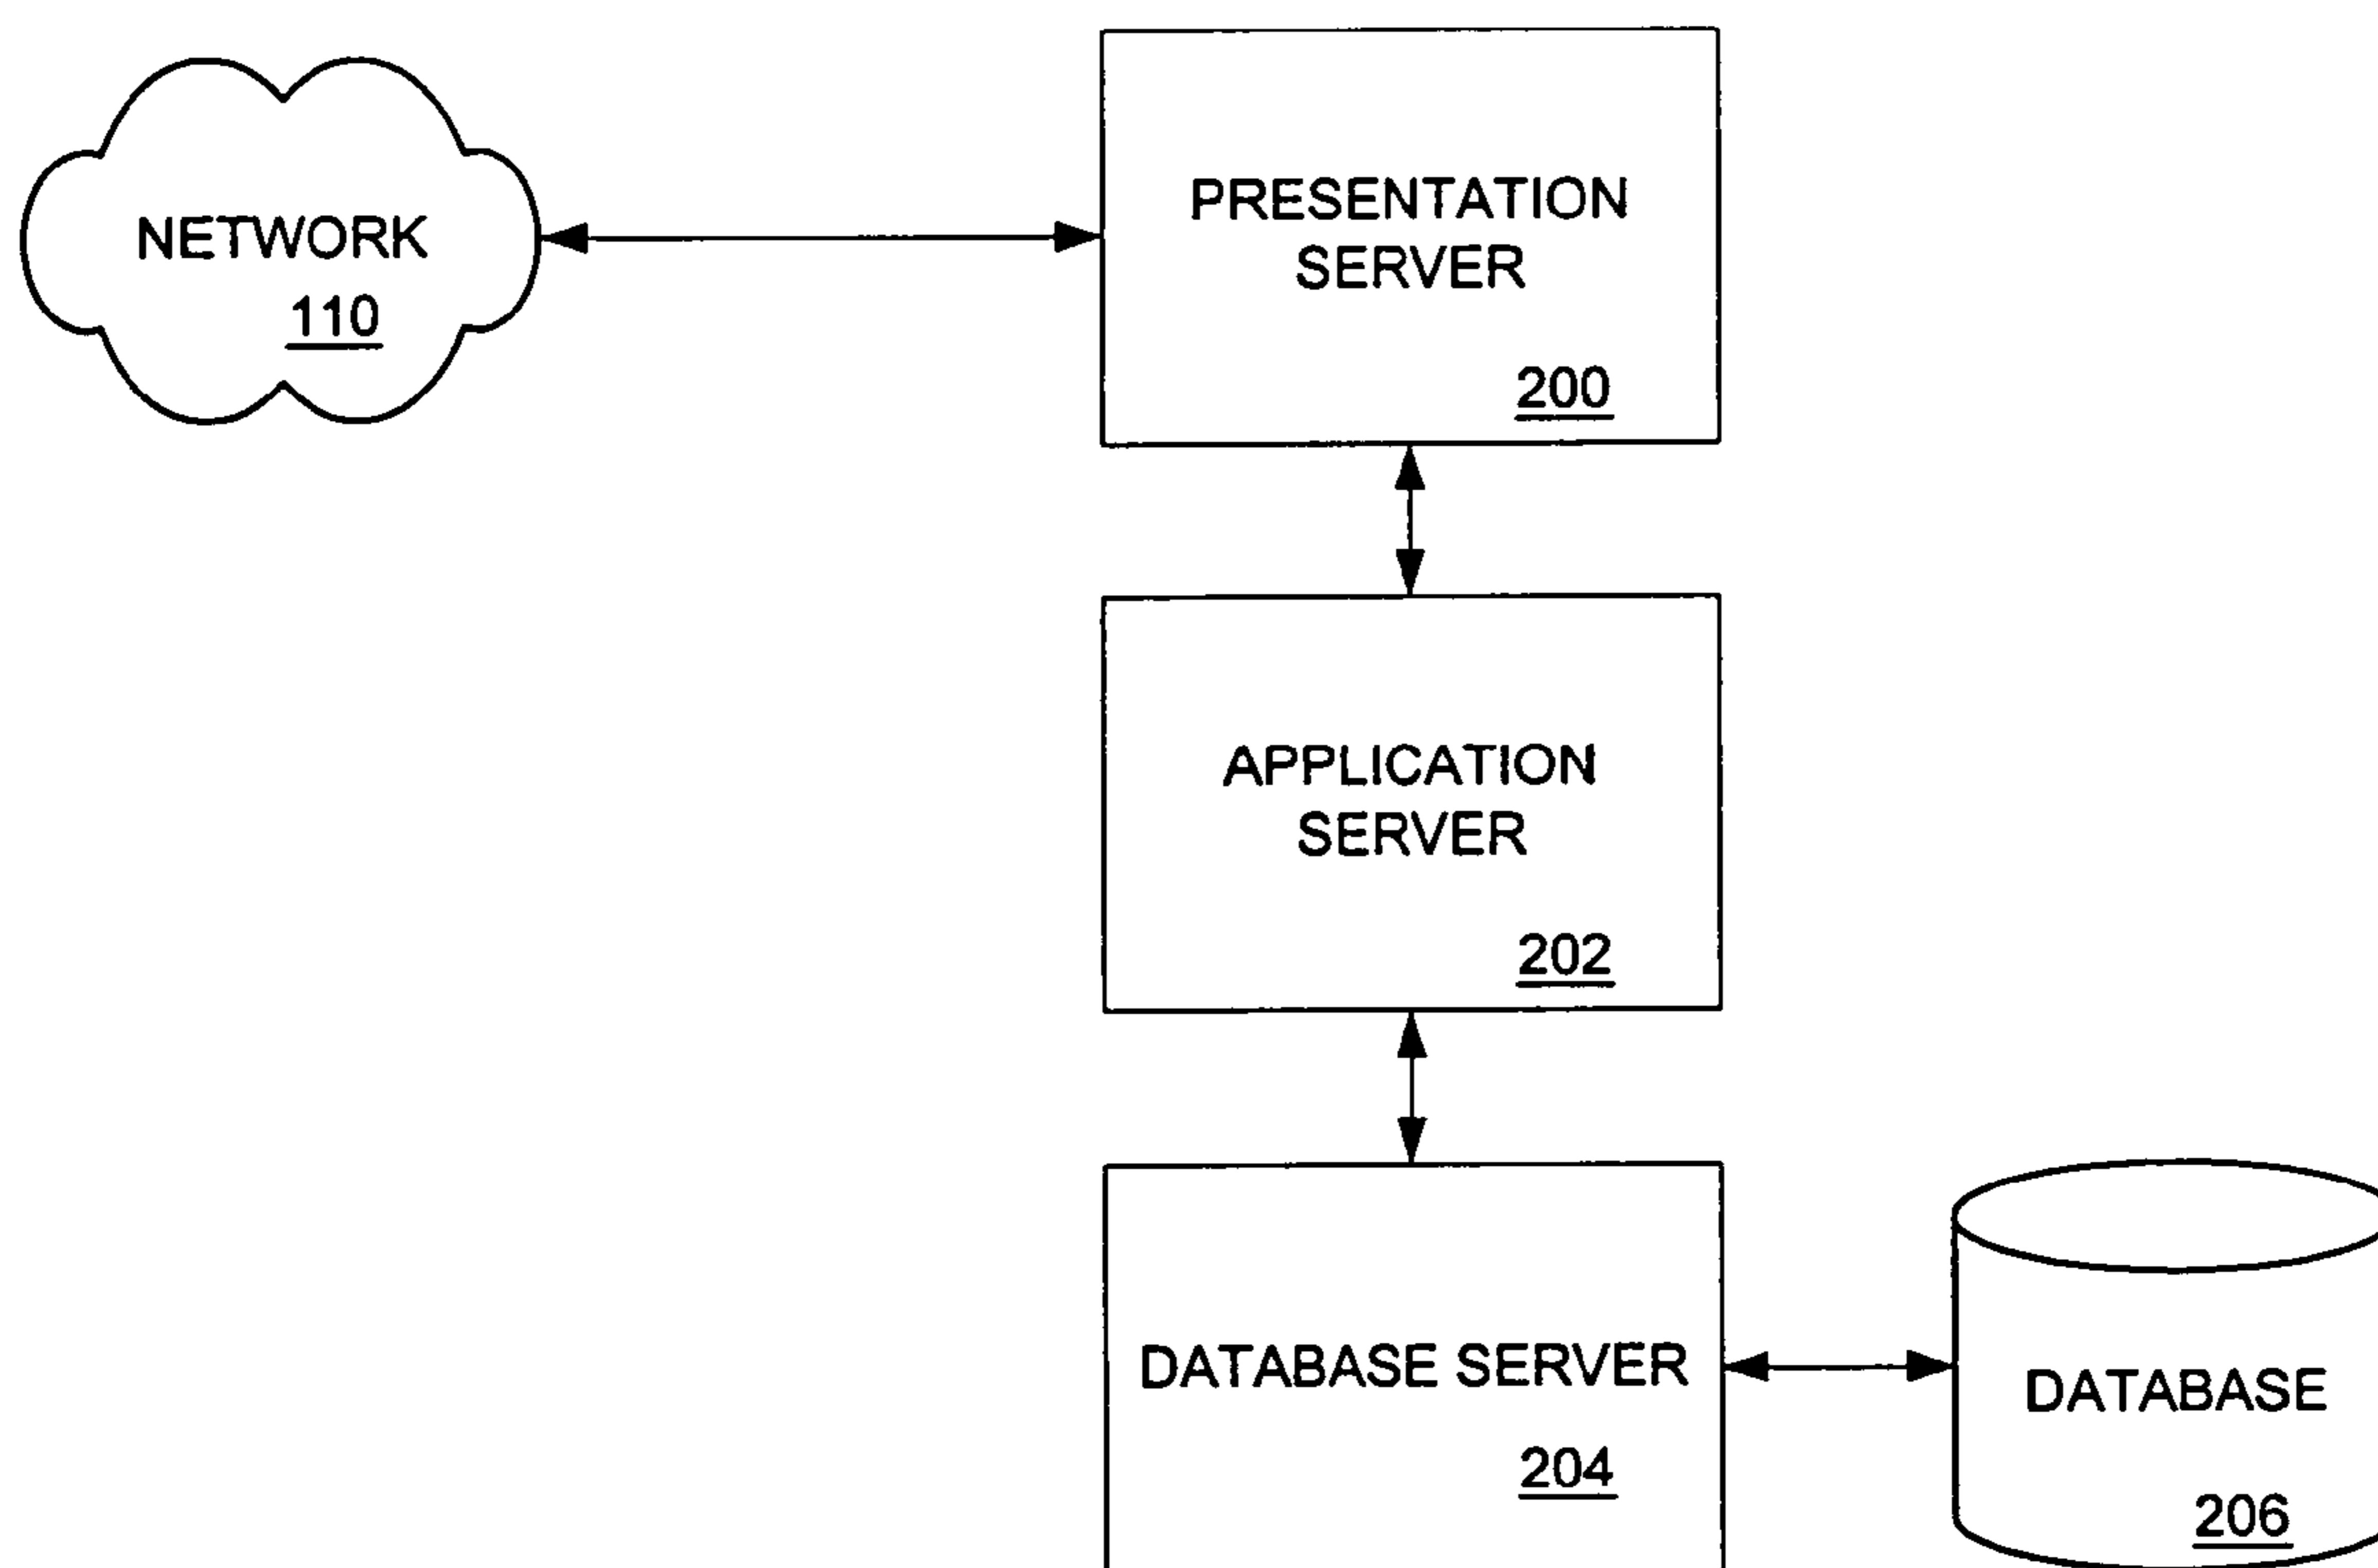 NETWORK
110
PRESENTATION
SERVER
200
APPLICATION
SERVER
202
DATABASE SERVER
204
DATABASE
206